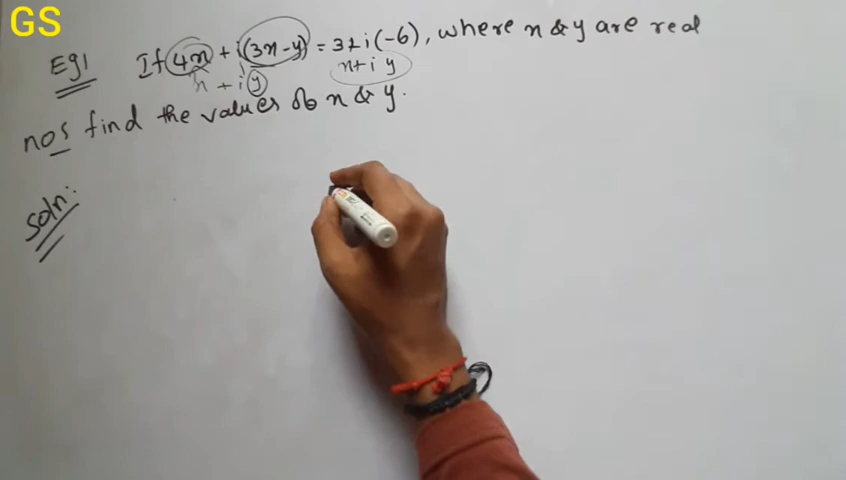 GS
Eg1 If 4x + i(3x-y) = 3+i(-6), where x & y are real
x + i y x+i y
nos find the values of x & y.
Soln: